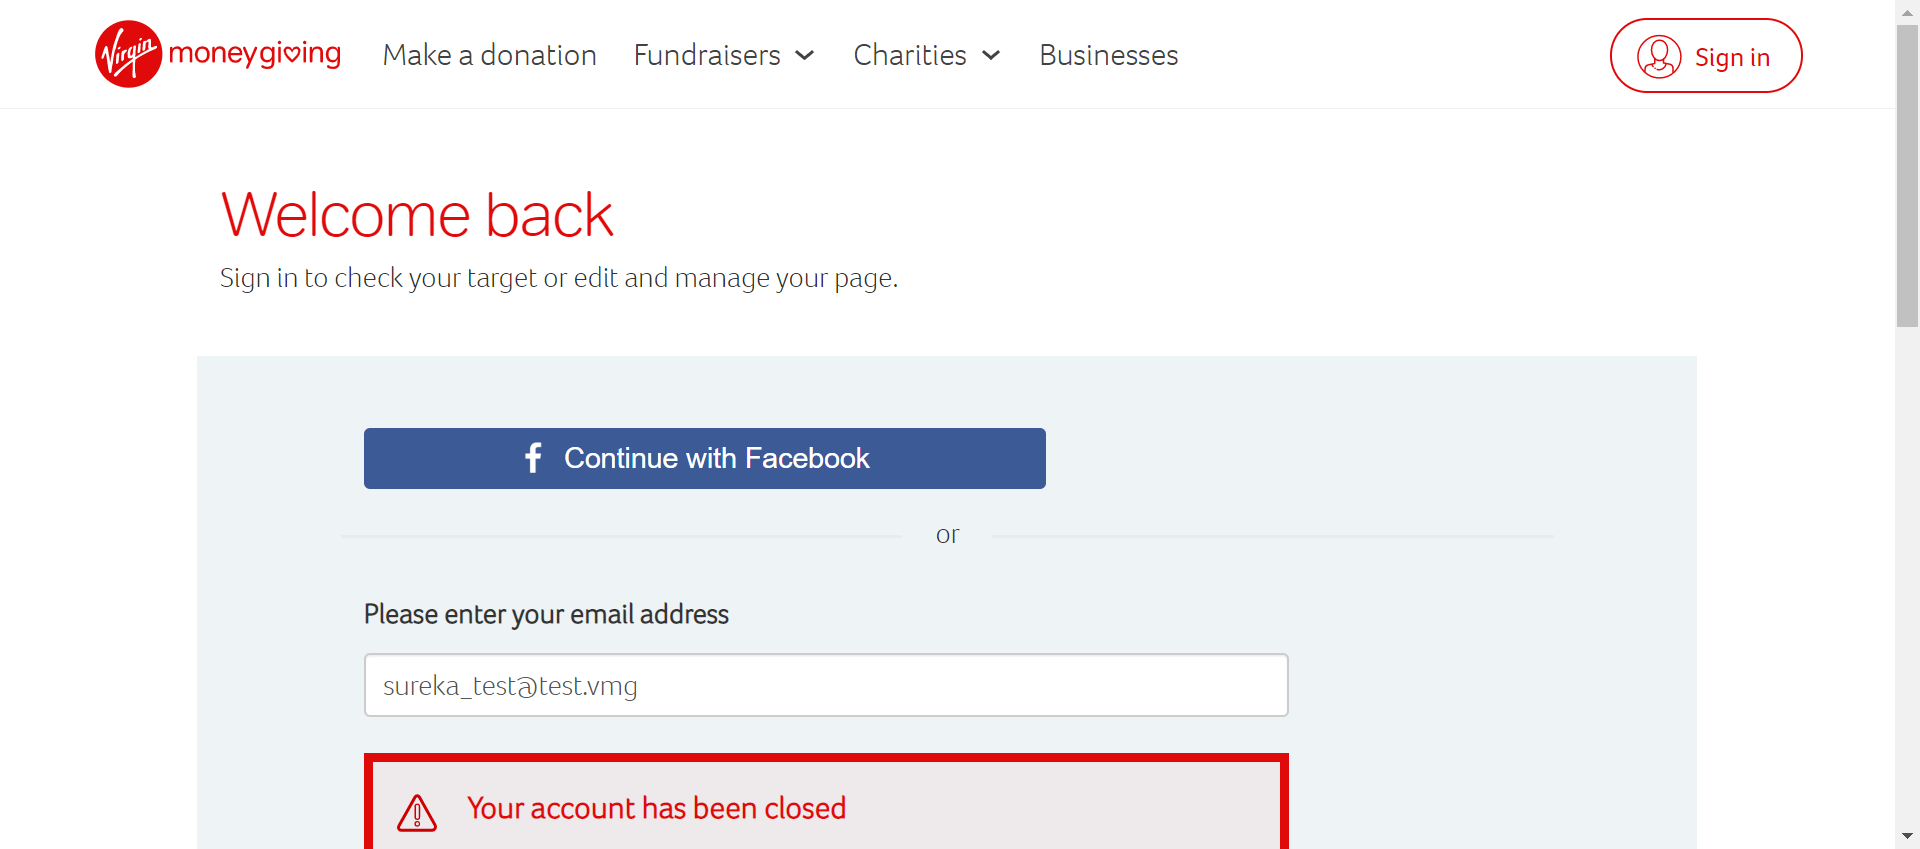 Virgin moneygiving Make a donation Fundraisers Charities Businesses Sign in
Welcome back
Sign in to check your target or edit and manage your page.
f Continue with Facebook
or
Please enter your email address
sureka_test@test.vmg
Your account has been closed